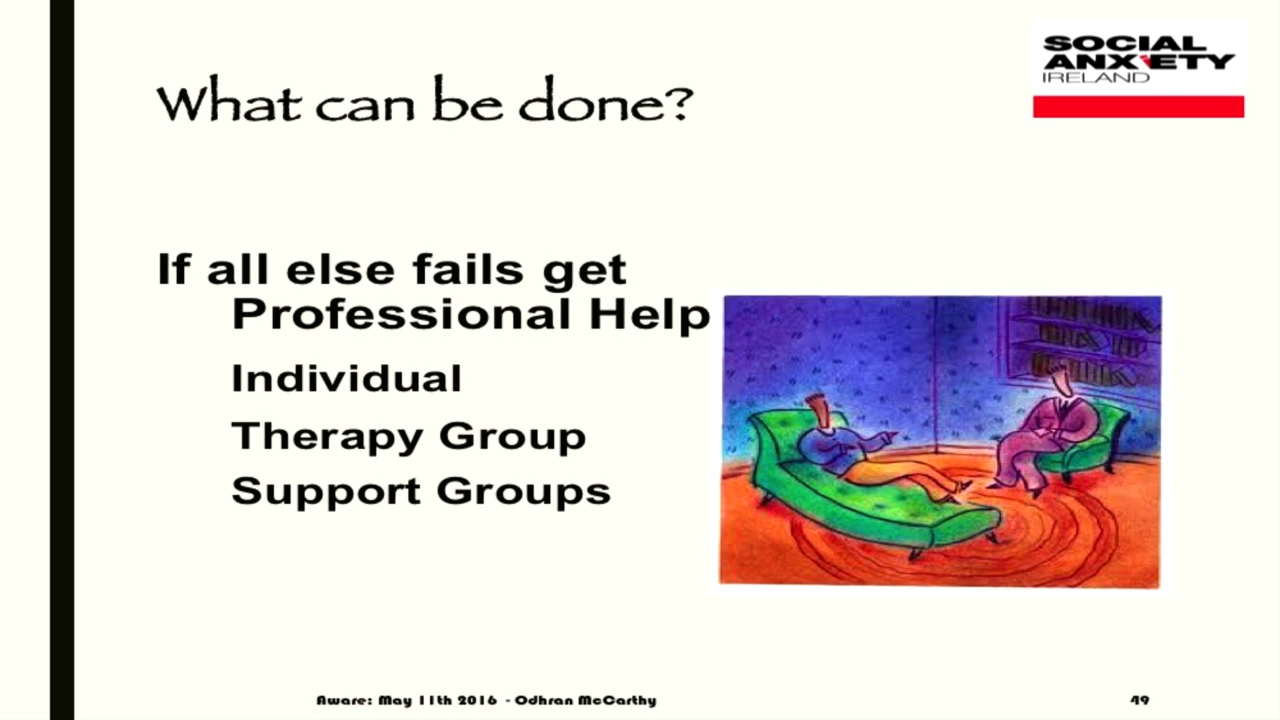 SOCIAL
ANXIETY
IRELAND
What can be done?
If all else fails get
Professional Help
Individual
Therapy Group
Support Groups
Aware: May 11th 2016 - Odhran McCarthy
49